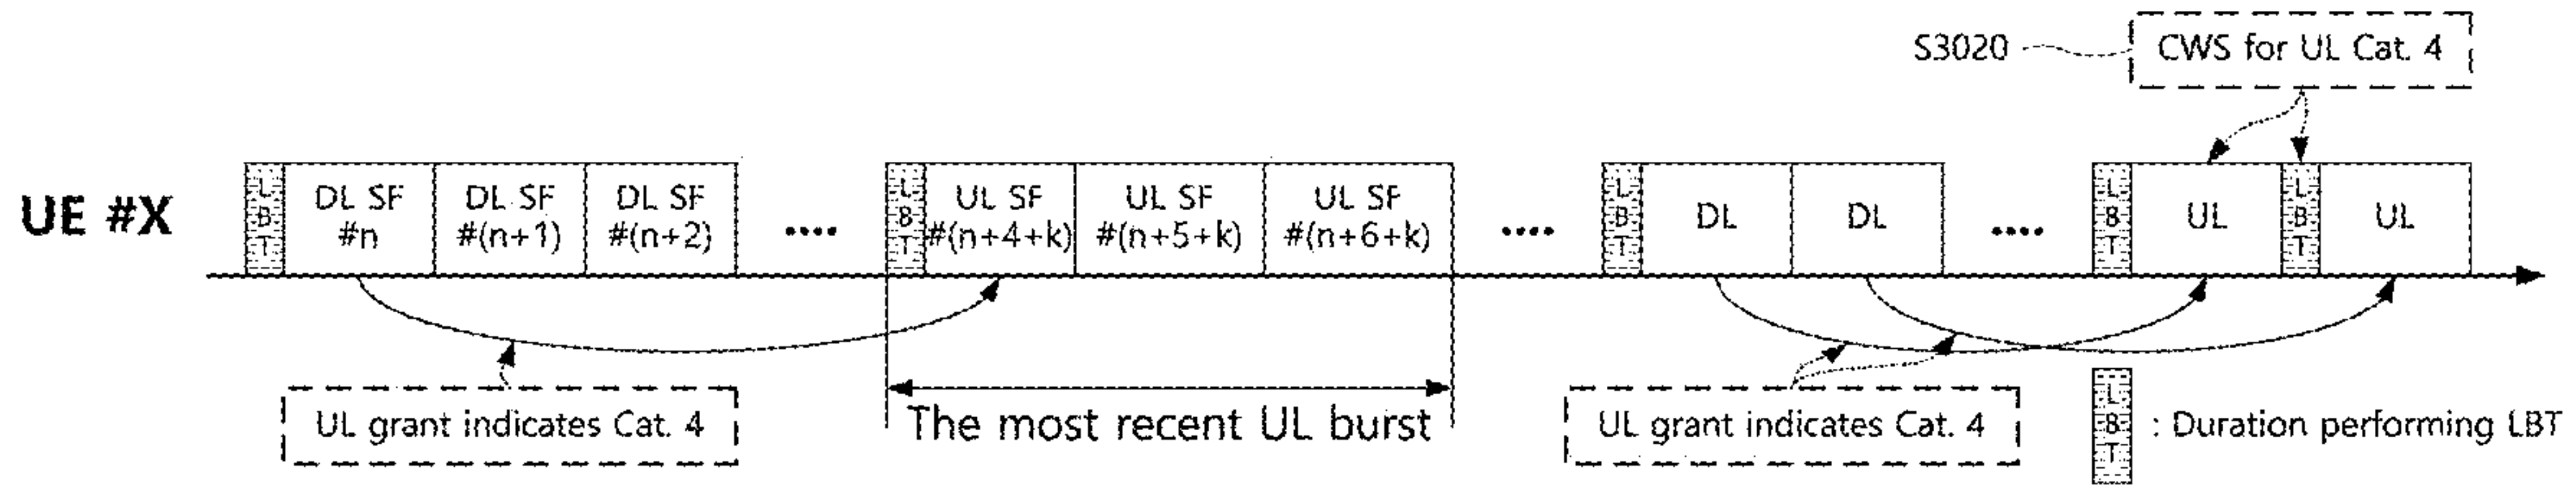 S3020
CWS for UL Cat. 4
UE #X
LBT
DL SF
#n
DL SF
#(n+1)
DL SF
#(n+2)
....
LBT
UL SF
#(n+4+k)
UL SF
#(n+5+k)
UL SF
#(n+6+k)
....
LBT
DL
DL
....
LBT
UL
LBT
UL
UL grant indicates Cat. 4
The most recent UL burst
UL grant indicates Cat. 4
LBT
: Duration performing LBT